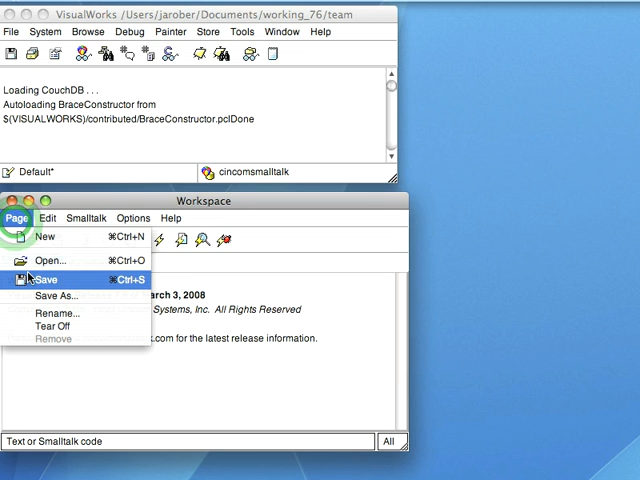 VisualWorks /Users/jarober/Documents/working_76/team
File System Browse Debug Painter Store Tools Window Help
Loading CouchDB . . .
Autoloading BraceConstructor from
$(VISUALWORKS)/contributed/BraceConstructor.pclDone
Default* cincomsmalltalk
Workspace
Page Edit Smalltalk Options Help
New ⌘Ctrl+N
Open... ⌘Ctrl+O
Save ⌘Ctrl+S
Save As...
Rename...
Tear Off
Remove
arch 3, 2008
Systems, Inc. All Rights Reserved
.com for the latest release information.
Text or Smalltalk code All